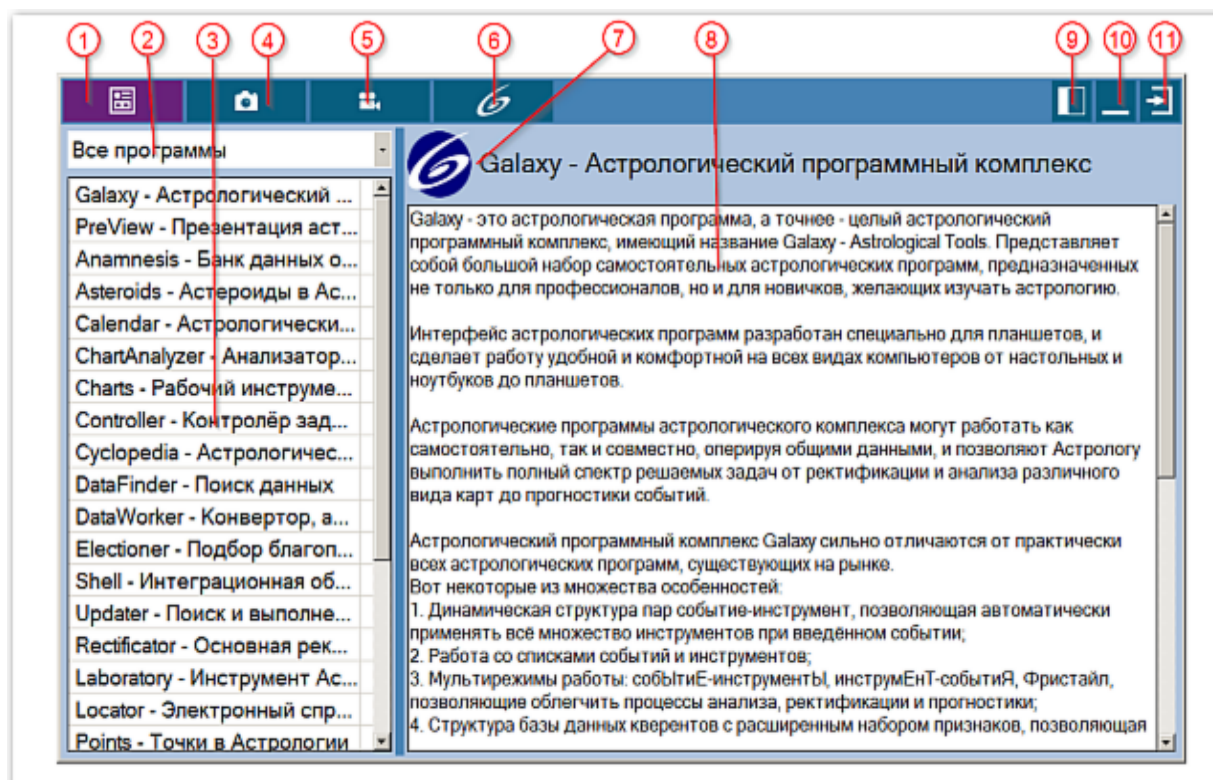 1 2 3 4 5 6 7 8 9 10 11
Все программы
Galaxy - Астрологический ...
PreView - Презентация аст...
Anamnesis - Банк данных о...
Asteroids - Астероиды в Ас...
Calendar - Астрологически...
ChartAnalyzer - Анализатор...
Charts - Рабочий инструме...
Controller - Контролёр зад...
Cyclopedia - Астрологичес...
DataFinder - Поиск данных
DataWorker - Конвертор, а...
Electioner - Подбор благоп...
Shell - Интеграционная об...
Updater - Поиск и выполне...
Rectificator - Основная рек...
Laboratory - Инструмент Ас...
Locator - Электронный спр...
Points - Точки в Астрологии
Galaxy - Астрологический программный комплекс
Galaxy - это астрологическая программа, а точнее - целый астрологический
программный комплекс, имеющий название Galaxy - Astrological Tools. Представляет
собой большой набор самостоятельных астрологических программ, предназначенных
не только для профессионалов, но и для новичков, желающих изучать астрологию.
Интерфейс астрологических программ разработан специально для планшетов, и
сделает работу удобной и комфортной на всех видах компьютеров от настольных и
ноутбуков до планшетов.
Астрологические программы астрологического комплекса могут работать как
самостоятельно, так и совместно, оперируя общими данными, и позволяют Астрологу
выполнить полный спектр решаемых задач от ректификации и анализа различного
вида карт до прогностики событий.
Астрологический программный комплекс Galaxy сильно отличаются от практически
всех астрологических программ, существующих на рынке.
Вот некоторые из множества особенностей:
1. Динамическая структура пар событие-инструмент, позволяющая автоматически
применять всё множество инструментов при введённом событии;
2. Работа со списками событий и инструментов;
3. Мультирежимы работы: собЫтиЕ-инструментЫ, инструмЕнТ-событиЯ, Фристайл,
позволяющие облегчить процессы анализа, ректификации и прогностики;
4. Структура базы данных кверентов с расширенным набором признаков, позволяющая